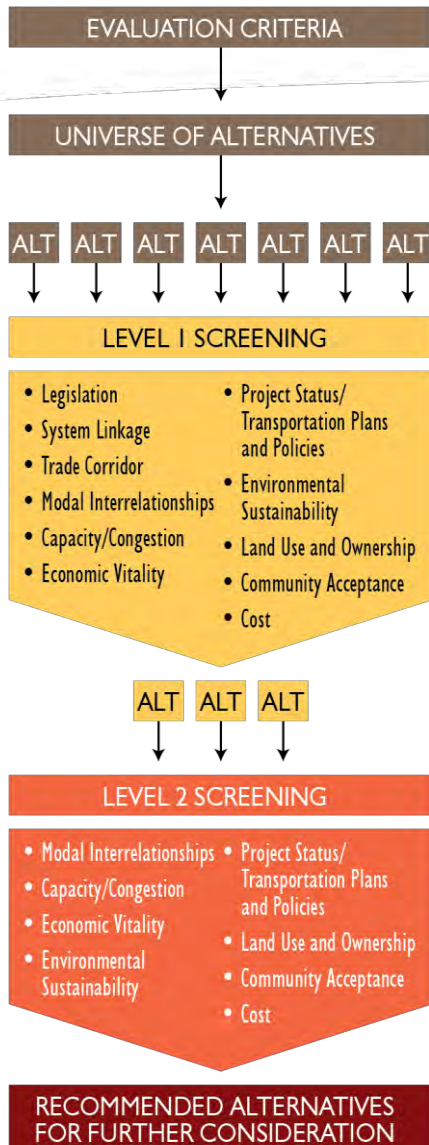 EVALUATION CRITERIA
UNIVERSE OF ALTERNATIVES
ALT ALT ALT ALT ALT ALT ALT
LEVEL 1 SCREENING
• Legislation
• System Linkage
• Trade Corridor
• Modal Interrelationships
• Capacity/Congestion
• Economic Vitality
• Project Status/
Transportation Plans
and Policies
• Environmental
Sustainability
• Land Use and Ownership
• Community Acceptance
• Cost
ALT ALT ALT
LEVEL 2 SCREENING
• Modal Interrelationships
• Capacity/Congestion
• Economic Vitality
• Environmental
Sustainability
• Project Status/
Transportation Plans
and Policies
• Land Use and Ownership
• Community Acceptance
• Cost
RECOMMENDED ALTERNATIVES
FOR FURTHER CONSIDERATION